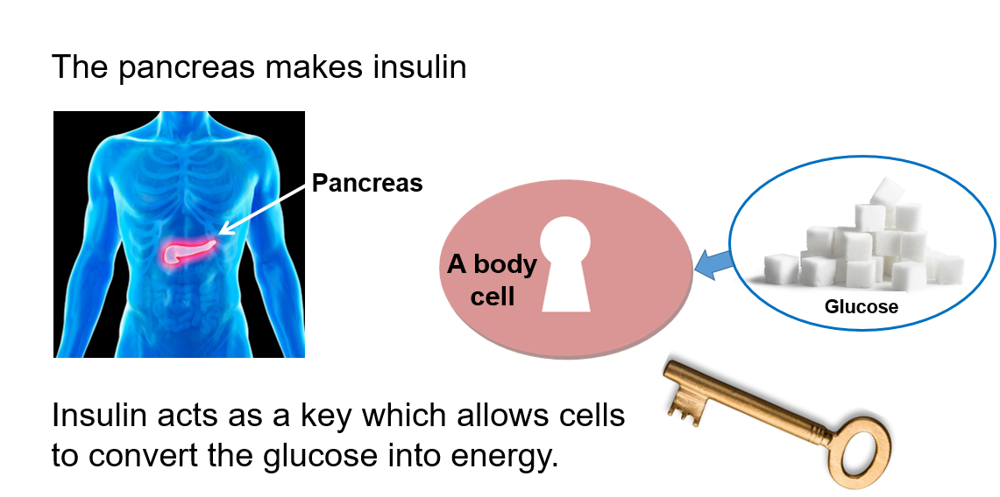 The pancreas makes insulin
Pancreas
A body
cell
Glucose
Insulin acts as a key which allows cells
to convert the glucose into energy.